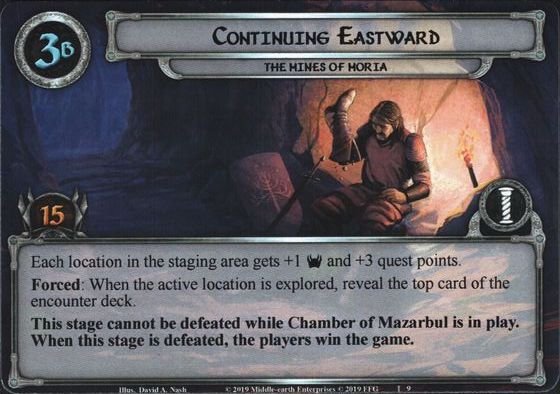 3B
CONTINUING EASTWARD
THE MINES OF MORIA
15
Each location in the staging area gets +1 and +3 quest points.
Forced: When the active location is explored, reveal the top card of the
encounter deck.
This stage cannot be defeated while Chamber of Mazarbul is in play.
When this stage is defeated, the players win the game.
Illus. David A. Nash © 2019 Middle-earth Enterprises © 2019 FFG I 9